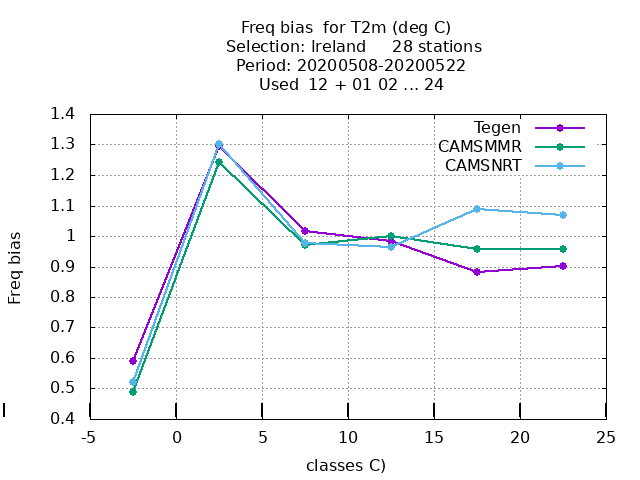 Freq bias for T2m (deg C)
Selection: Ireland 28 stations
Period: 20200508-20200522
Used 12 + 01 02 ... 24
Tegen
CAMSMMR
CAMSNRT
1.4
1.3
1.2
1.1
1
0.9
0.8
0.7
0.6
0.5
0.4
Freq bias
-5
0
5
10
15
20
25
classes C)